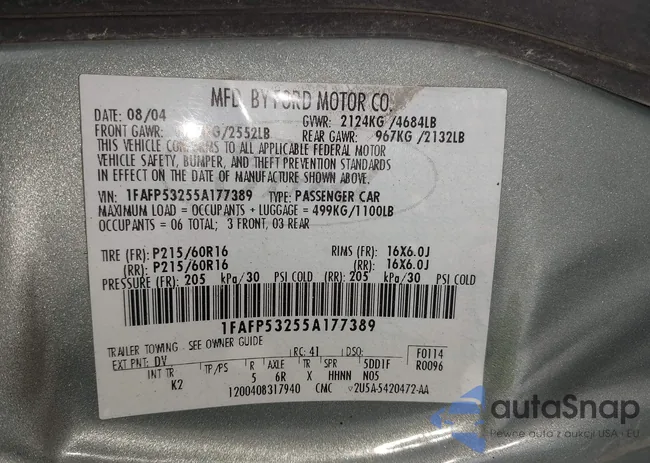 MFD. BY FORD MOTOR CO.
DATE: 08/04 GVWR: 2124KG /4684LB
FRONT GAWR: KG/2552LB REAR GAWR: 967KG/2132LB
THIS VEHICLE CONFORMS TO ALL APPLICABLE FEDERAL MOTOR
VEHICLE SAFETY, BUMPER, AND THEFT PREVENTION STANDARDS
IN EFFECT ON THE DATE OF MANUFACTURE SHOWN ABOVE.
VIN: 1FAFP53255A177389 TYPE: PASSENGER CAR
MAXIMUM LOAD = OCCUPANTS + LUGGAGE = 499KG/1100LB
OCCUPANTS = 06 TOTAL; 3 FRONT, 03 REAR
TIRE (FR): P215/60R16 RIMS (FR): 16X6.0J
(RR): P215/60R16 (RR): 16X6.0J
PRESSURE (FR): 205 kPa/30 PSI COLD (RR): 205 kPa/30 PSI COLD
1FAFP53255A177389
TRAILER TOWING - SEE OWNER GUIDE
EXT PNT: DV RC: 41 DSO: F0114
INT TR TP/PS R AXLE TR SPR 5DD1F R0096
K2 5 6R X HHNN N05
1200408317940 CMC ▽2U5A-5420472-AA
autaSnap
Pewne auta z USA i EU